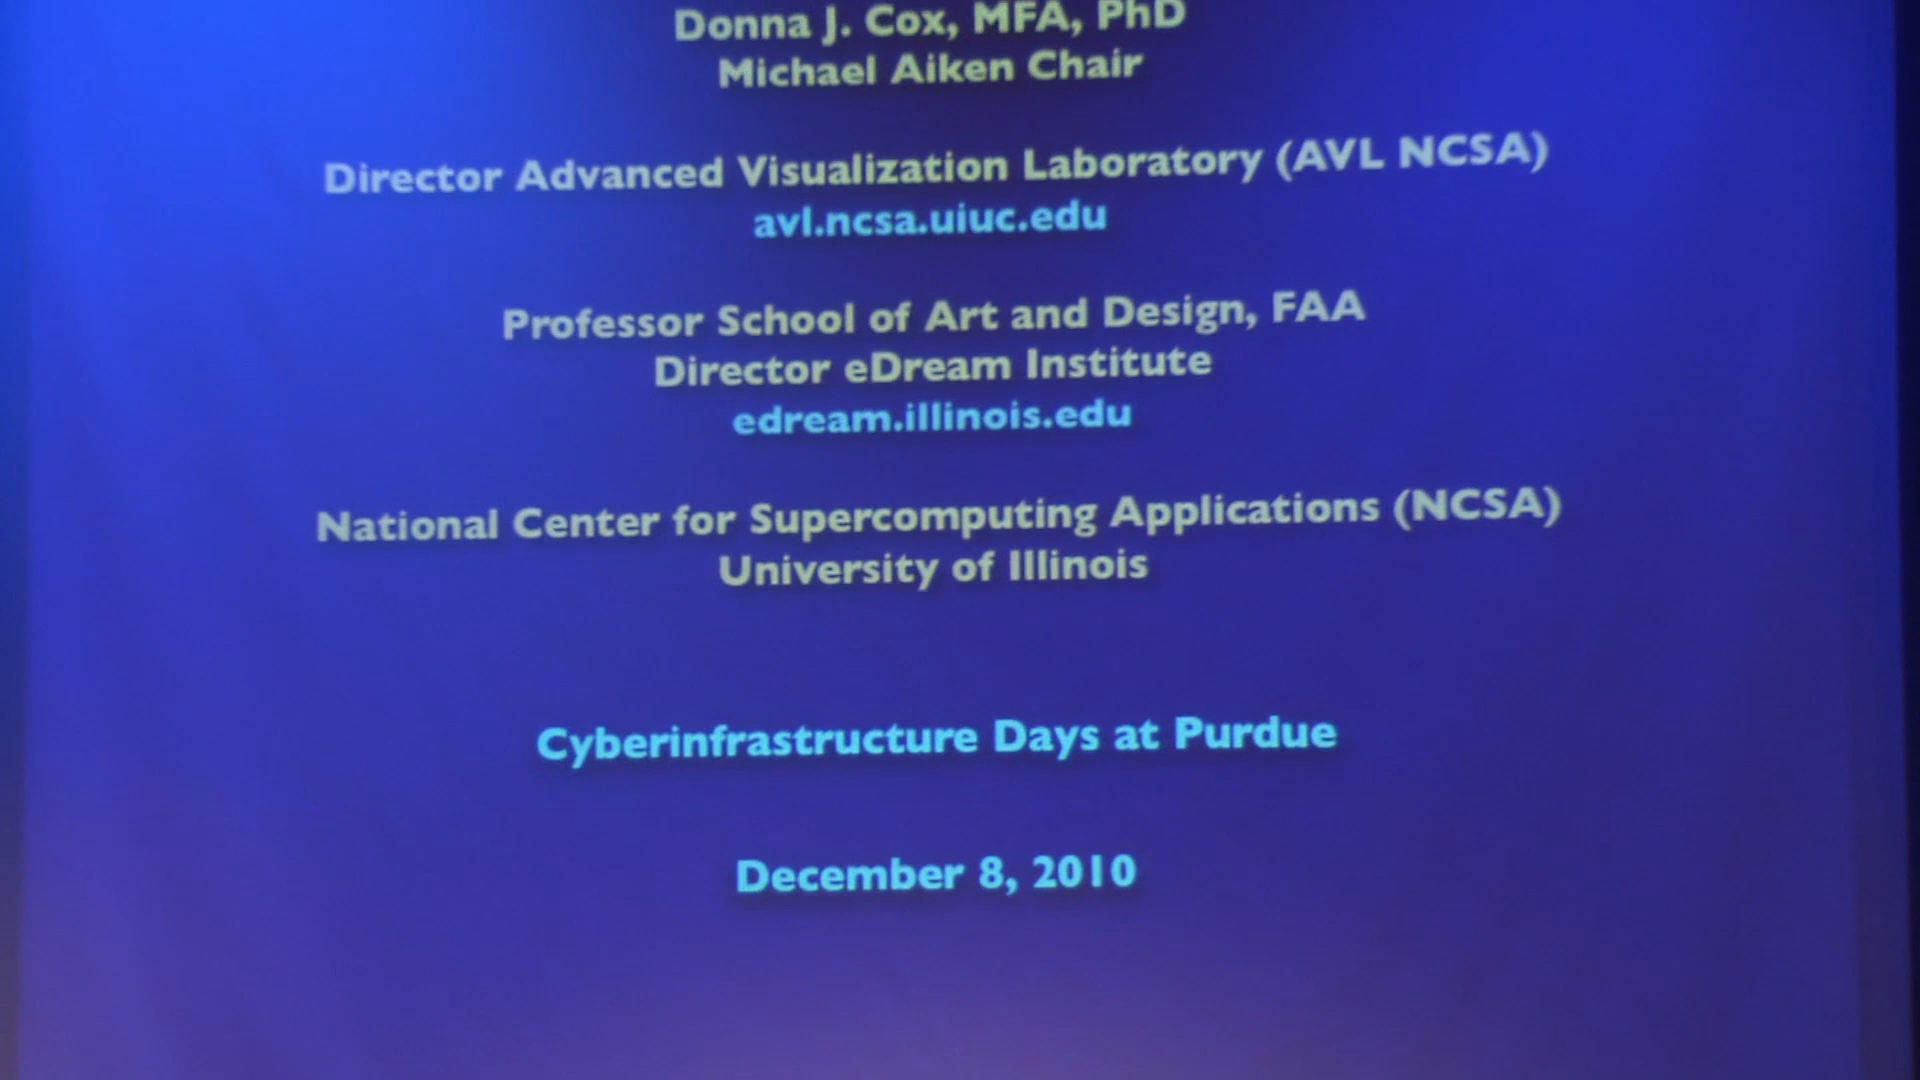 Donna J. Cox, MFA, PhD
Michael Aiken Chair
Director Advanced Visualization Laboratory (AVL NCSA)
avl.ncsa.uiuc.edu
Professor School of Art and Design, FAA
Director eDream Institute
edream.illinois.edu
National Center for Supercomputing Applications (NCSA)
University of Illinois
Cyberinfrastructure Days at Purdue
December 8, 2010